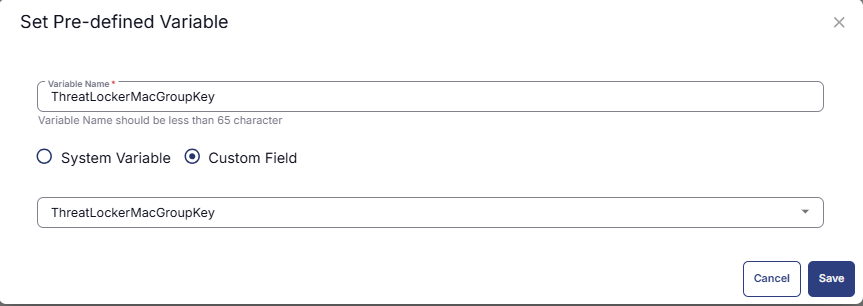 Set Pre-defined Variable
Variable Name *
ThreatLockerMacGroupKey
Variable Name should be less than 65 character
System Variable Custom Field
ThreatLockerMacGroupKey
Cancel Save